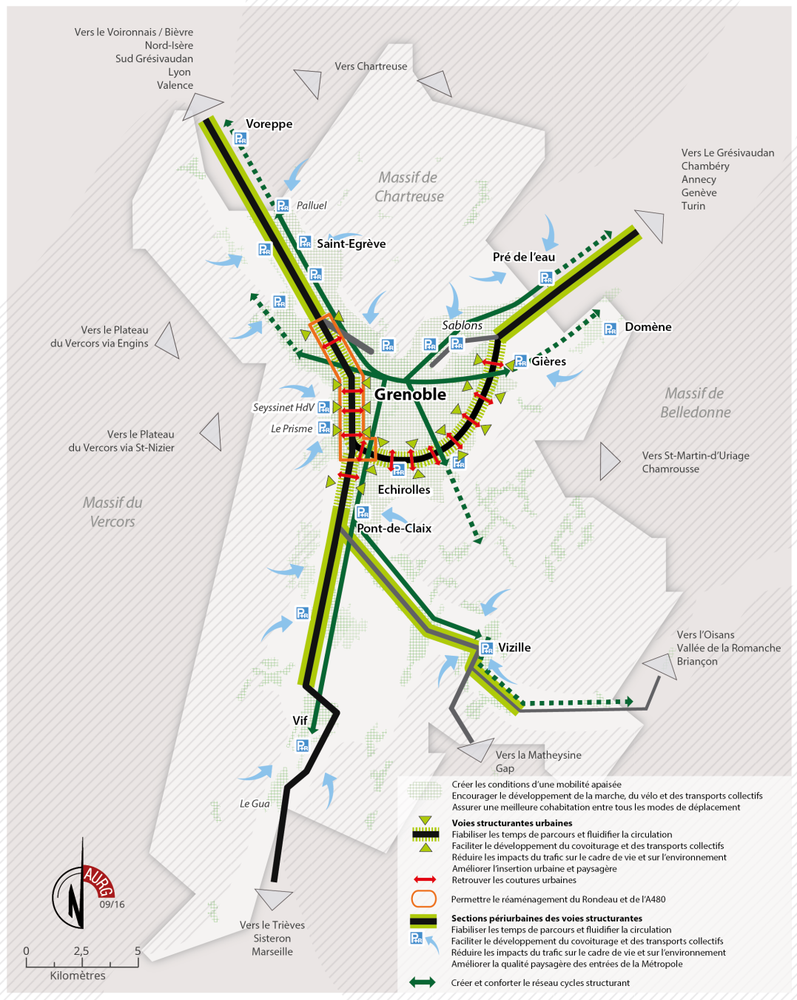 Vers le Voironnais / Bièvre
Nord-Isère
Sud Grésivaudan
Lyon
Valence
Vers Chartreuse
Voreppe
P+R
Vers Le Grésivaudan
Chambéry
Annecy
Genève
Turin
Massif de
Chartreuse
P+R
Palluel
P+R
Saint-Egrève
P+R
Pré de l'eau
P+R
P+R
P+R
Sablons
P+R
P+R
P+R
P+R
Domène
Vers le Plateau
du Vercors via Engins
P+R
Gières
Grenoble
Massif de
Belledonne
Seyssinet HdV
P+R
Le Prisme
P+R
Vers le Plateau
du Vercors via St-Nizier
Vers St-Martin-d'Uriage
Chamrousse
P+R
P+R
Echirolles
Massif du
Vercors
P+R
Pont-de-Claix
P+R
P+R
Vizille
Vers l'Oisans
Vallée de la Romanche
Briançon
Vif
P+R
Vers la Matheysine
Gap
Le Gua
Vers le Trièves
Sisteron
Marseille
N
AURG
09/16
0 2,5 5
Kilomètres
Créer les conditions d'une mobilité apaisée
Encourager le développement de la marche, du vélo et des transports collectifs
Assurer une meilleure cohabitation entre tous les modes de déplacement
Voies structurantes urbaines
Fiabiliser les temps de parcours et fluidifier la circulation
Faciliter le développement du covoiturage et des transports collectifs
Réduire les impacts du trafic sur le cadre de vie et sur l'environnement
Améliorer l'insertion urbaine et paysagère
Retrouver les coutures urbaines
Permettre le réaménagement du Rondeau et de l'A480
Sections périurbaines des voies structurantes
Fiabiliser les temps de parcours et fluidifier la circulation
P+R
Faciliter le développement du covoiturage et des transports collectifs
Réduire les impacts du trafic sur le cadre de vie et sur l'environnement
Améliorer la qualité paysagère des entrées de la Métropole
Créer et conforter le réseau cycles structurant